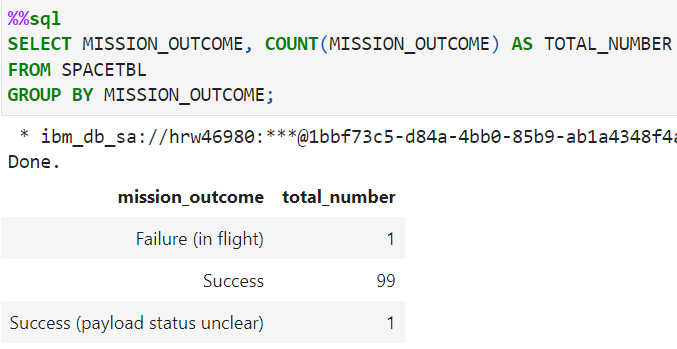 %%sql
SELECT MISSION_OUTCOME, COUNT(MISSION_OUTCOME) AS TOTAL_NUMBER
FROM SPACETBL
GROUP BY MISSION_OUTCOME;
* ibm_db_sa://hrw46980:***@1bbf73c5-d84a-4bb0-85b9-ab1a4348f4a
Done.
mission_outcome total_number
Failure (in flight) 1
Success 99
Success (payload status unclear) 1